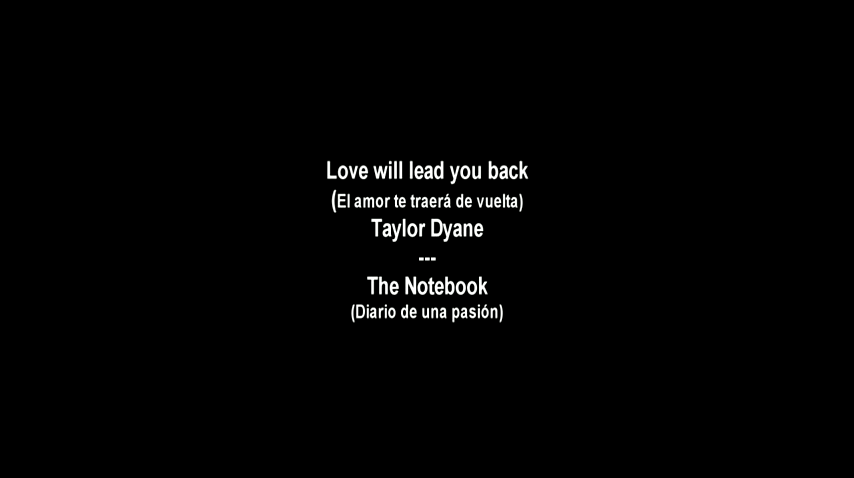 Love will lead you back
(El amor te traerá de vuelta)
Taylor Dyane
---
The Notebook
(Diario de una pasión)